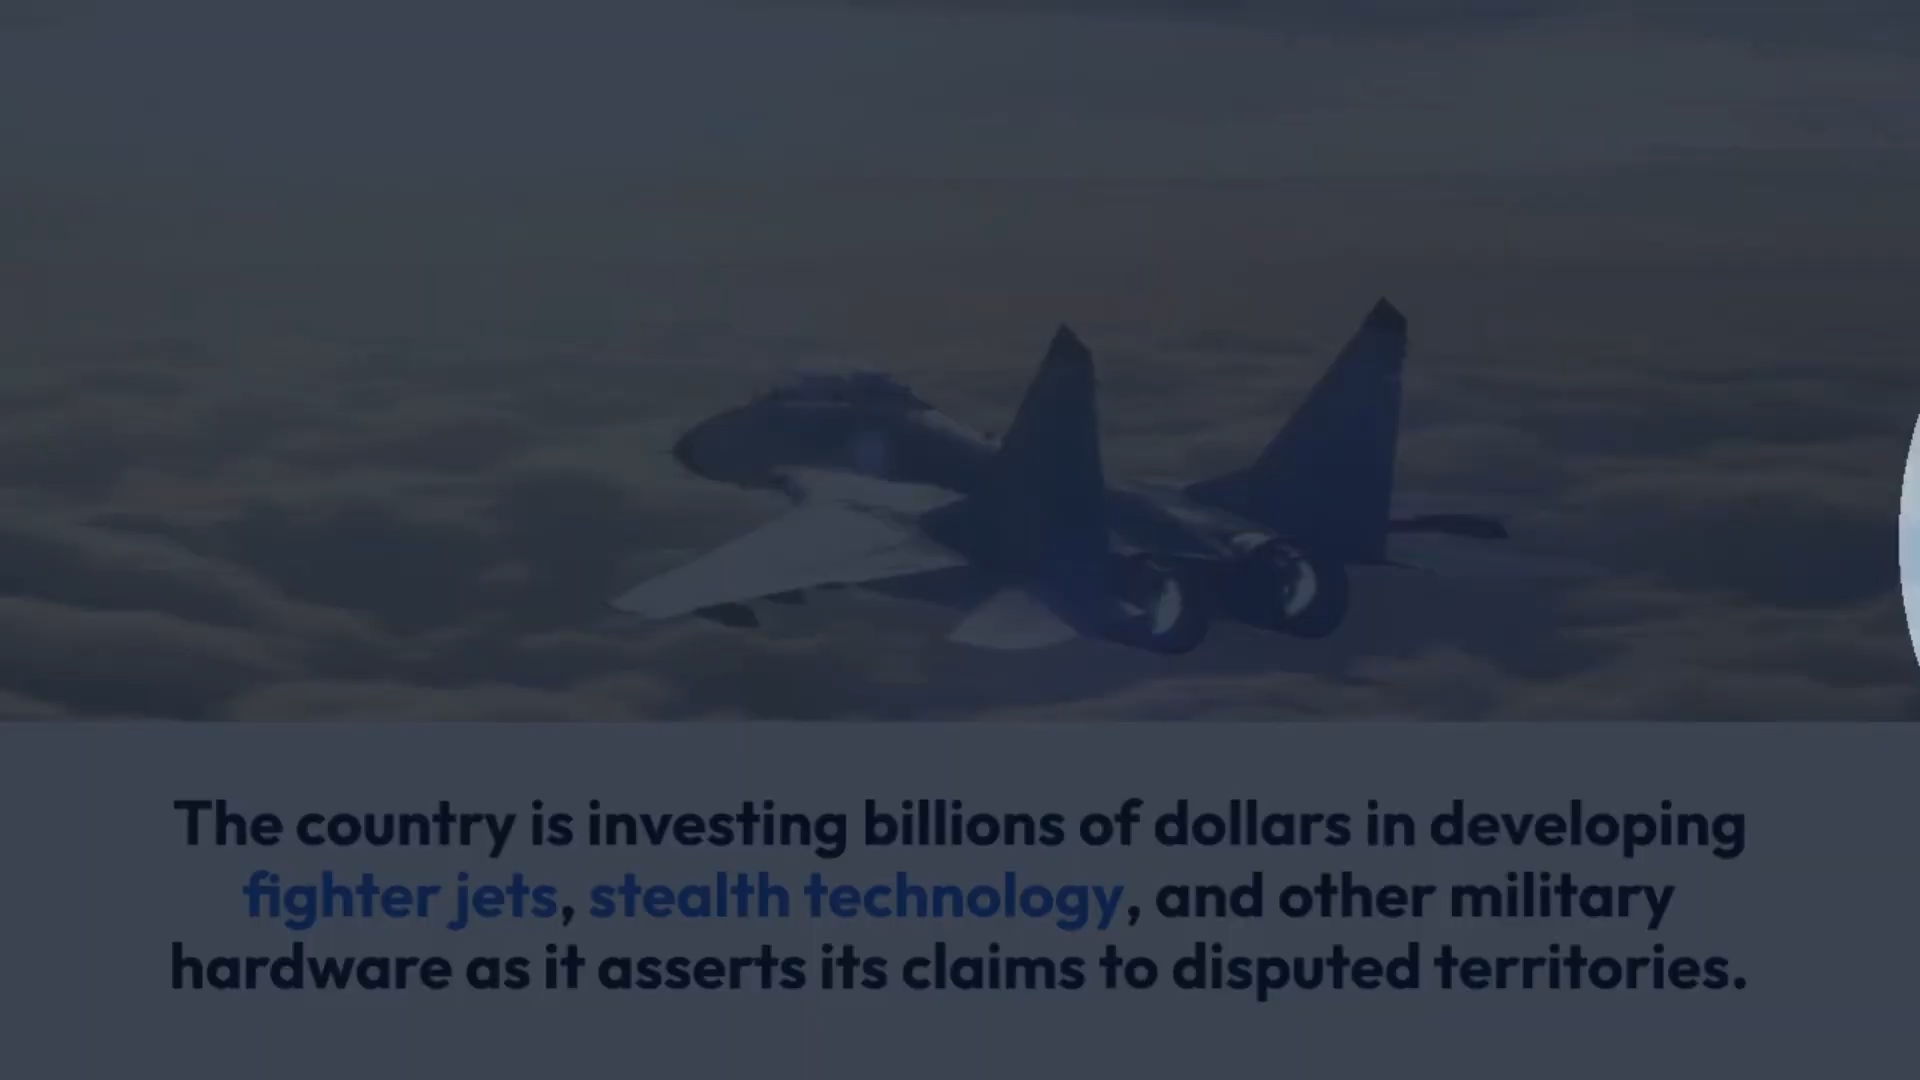 The country is investing billions of dollars in developing
fighter jets, stealth technology, and other military
hardware as it asserts its claims to disputed territories.